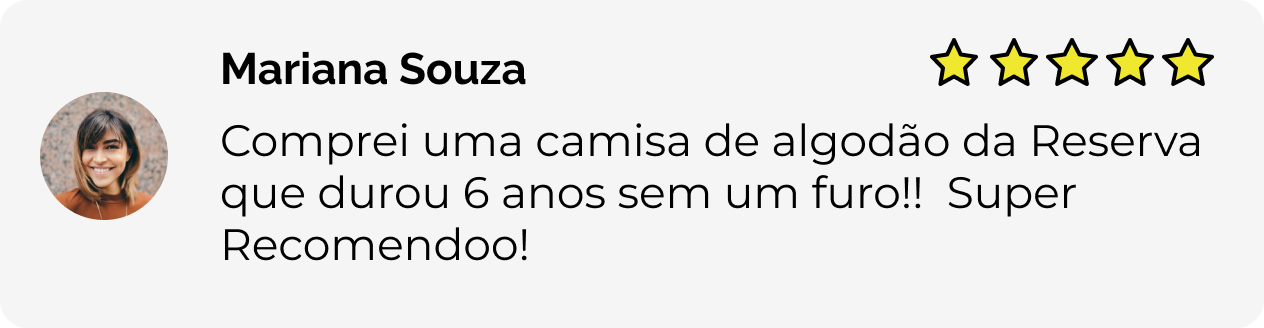 Mariana Souza
Comprei uma camisa de algodão da Reserva
que durou 6 anos sem um furo!!  Super
Recomendoo!